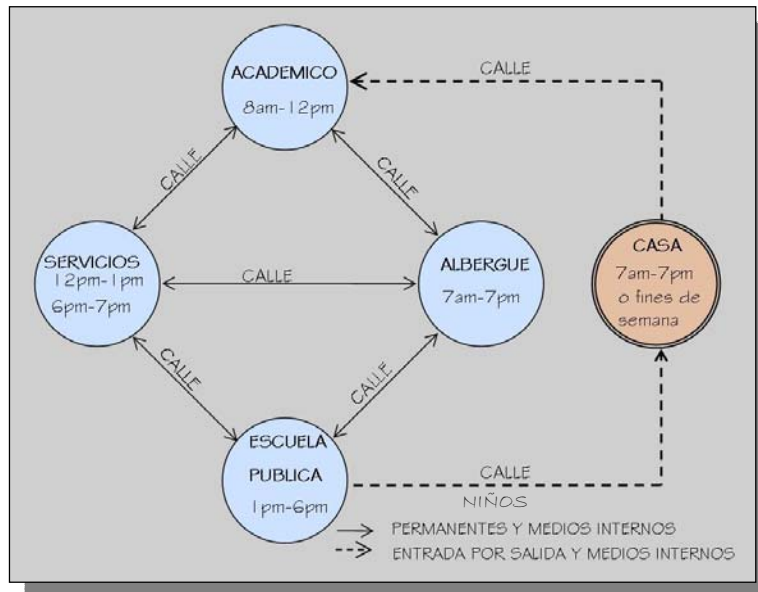 ACADEMICO
8am-12pm
CALLE
CALLE
CALLE
SERVICIOS
12pm-1pm
6pm-7pm
CALLE
ALBERGUE
7am-7pm
CASA
7am-7pm
o fines de
semana
CALLE
CALLE
ESCUELA
PUBLICA
1pm-6pm
CALLE
NIÑOS
PERMANENTES Y MEDIOS INTERNOS
ENTRADA POR SALIDA Y MEDIOS INTERNOS